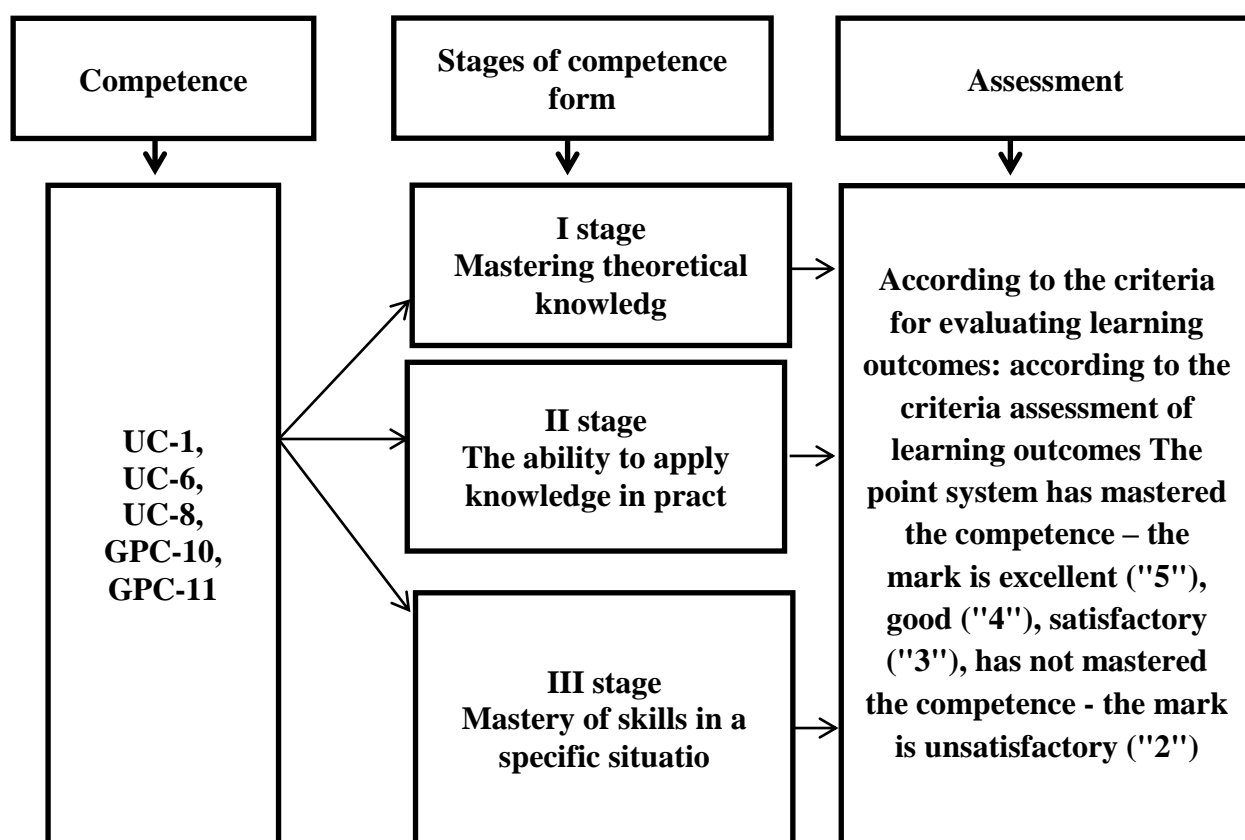 Competence
Stages of competence
form
Assessment
UC-1,
UC-6,
UC-8,
GPC-10,
GPC-11
I stage
Mastering theoretical
knowledg
II stage
The ability to apply
knowledge in pract
III stage
Mastery of skills in a
specific situatio
According to the criteria
for evaluating learning
outcomes: according to the
criteria assessment of
learning outcomes The
point system has mastered
the competence – the
mark is excellent ("5"),
good ("4"), satisfactory
("3"), has not mastered
the competence - the mark
is unsatisfactory ("2")